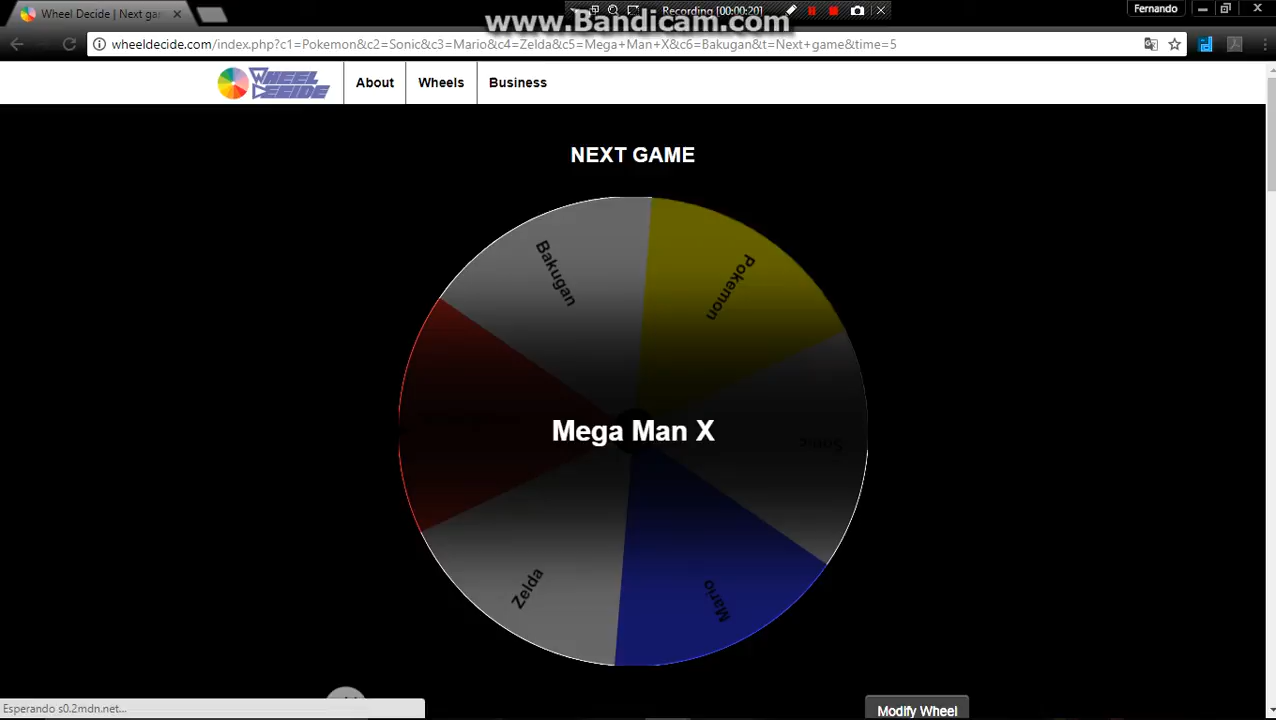 Recording [00:00:20]
www.Bandicam.com
Fernando
Wheel Decide | Next ga
wheeldecide.com/index.php?c1=Pokemon&c2=Sonic&c3=Mario&c4=Zelda&c5=Mega+Man+X&c6=Bakugan&t=Next+game&time=5
WHEEL DECIDE
About
Wheels
Business
NEXT GAME
Bakugan
Pokemon
Mega Man X
Sonic
Zelda
Mario
Esperando s0.2mdn.net...
Modify Wheel